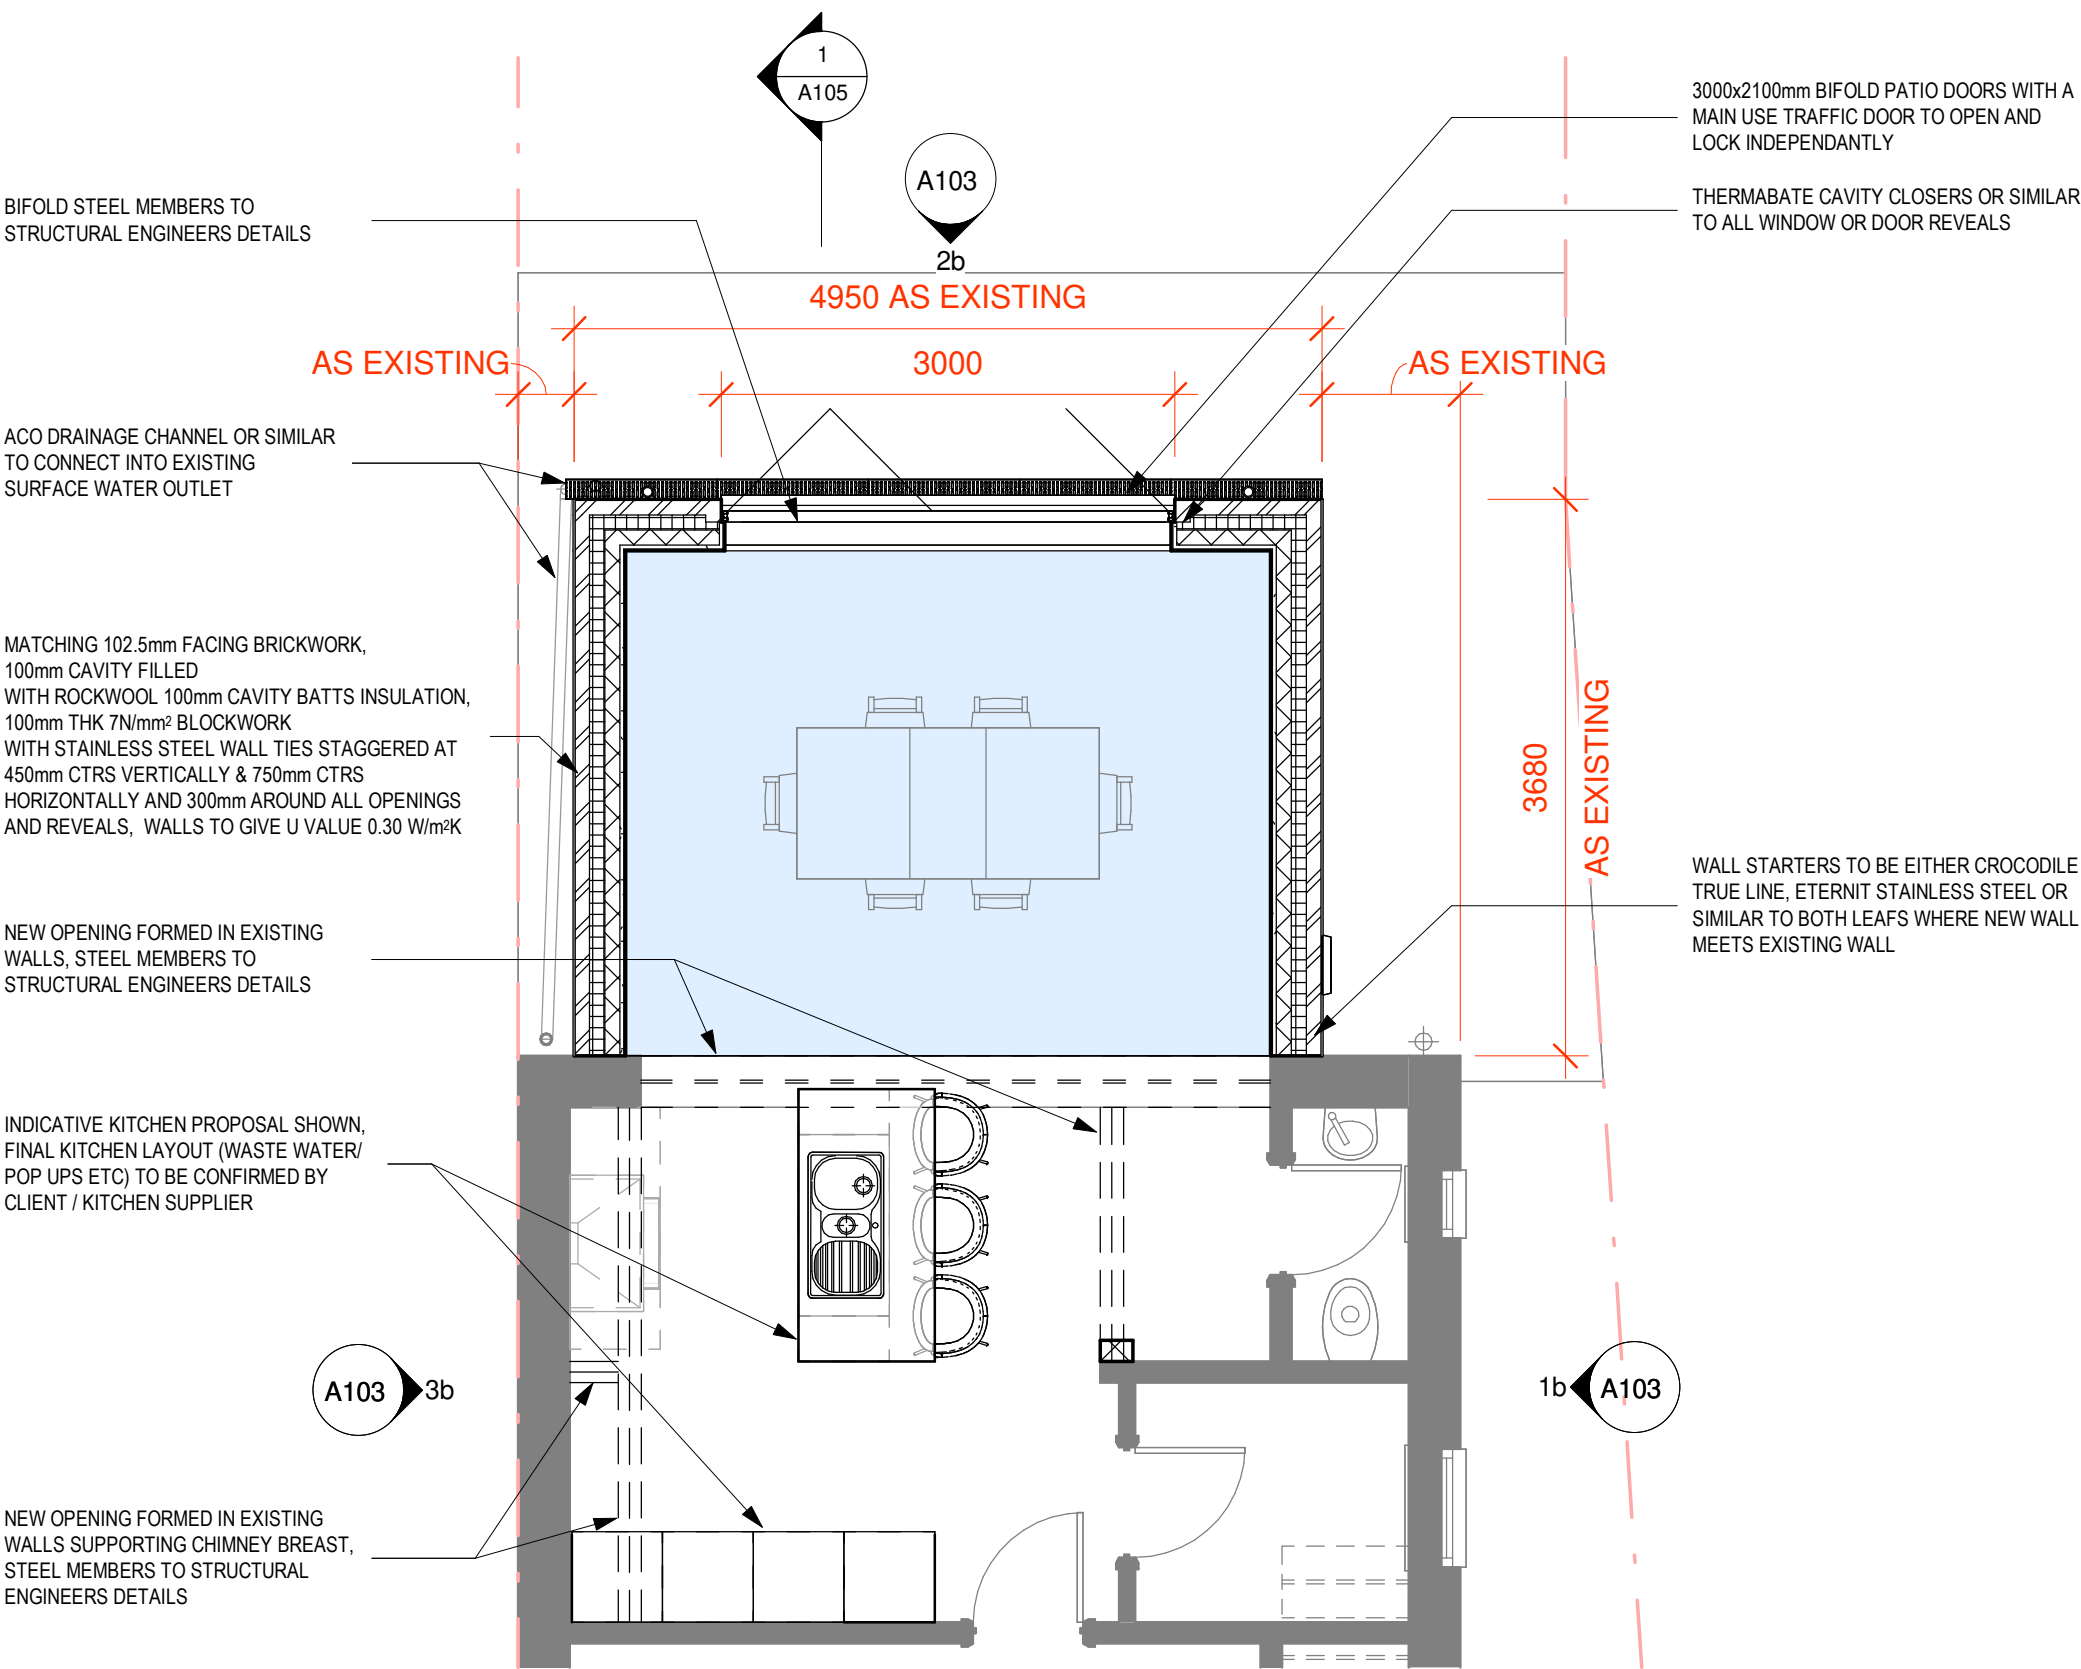 1
A105
A103
2b
3000x2100mm BIFOLD PATIO DOORS WITH A
MAIN USE TRAFFIC DOOR TO OPEN AND
LOCK INDEPENDANTLY
THERMABATE CAVITY CLOSERS OR SIMILAR
TO ALL WINDOW OR DOOR REVEALS
BIFOLD STEEL MEMBERS TO
STRUCTURAL ENGINEERS DETAILS
4950 AS EXISTING
AS EXISTING
3000
AS EXISTING
ACO DRAINAGE CHANNEL OR SIMILAR
TO CONNECT INTO EXISTING
SURFACE WATER OUTLET
MATCHING 102.5mm FACING BRICKWORK,
100mm CAVITY FILLED
WITH ROCKWOOL 100mm CAVITY BATTS INSULATION,
100mm THK 7N/mm² BLOCKWORK
WITH STAINLESS STEEL WALL TIES STAGGERED AT
450mm CTRS VERTICALLY & 750mm CTRS
HORIZONTALLY AND 300mm AROUND ALL OPENINGS
AND REVEALS, WALLS TO GIVE U VALUE 0.30 W/m²K
3680
AS EXISTING
WALL STARTERS TO BE EITHER CROCODILE
TRUE LINE, ETERNIT STAINLESS STEEL OR
SIMILAR TO BOTH LEAFS WHERE NEW WALL
MEETS EXISTING WALL
NEW OPENING FORMED IN EXISTING
WALLS, STEEL MEMBERS TO
STRUCTURAL ENGINEERS DETAILS
INDICATIVE KITCHEN PROPOSAL SHOWN,
FINAL KITCHEN LAYOUT (WASTE WATER/
POP UPS ETC) TO BE CONFIRMED BY
CLIENT / KITCHEN SUPPLIER
A103
3b
1b
A103
NEW OPENING FORMED IN EXISTING
WALLS SUPPORTING CHIMNEY BREAST,
STEEL MEMBERS TO STRUCTURAL
ENGINEERS DETAILS